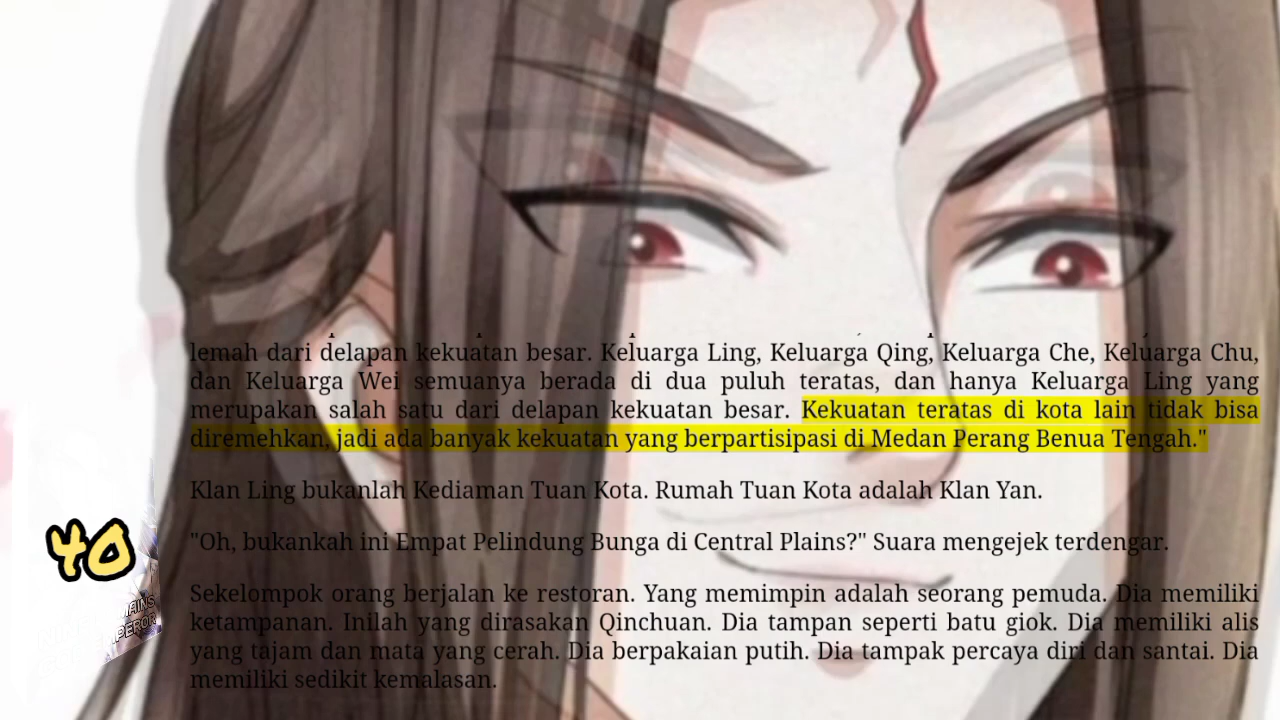 lemah dari delapan kekuatan besar. Keluarga Ling, Keluarga Qing, Keluarga Che, Keluarga Chu,
dan Keluarga Wei semuanya berada di dua puluh teratas, dan hanya Keluarga Ling yang
merupakan salah satu dari delapan kekuatan besar. Kekuatan teratas di kota lain tidak bisa
diremehkan, jadi ada banyak kekuatan yang berpartisipasi di Medan Perang Benua Tengah."
Klan Ling bukanlah Kediaman Tuan Kota. Rumah Tuan Kota adalah Klan Yan.
"Oh, bukankah ini Empat Pelindung Bunga di Central Plains?" Suara mengejek terdengar.
Sekelompok orang berjalan ke restoran. Yang memimpin adalah seorang pemuda. Dia memiliki
ketampanan. Inilah yang dirasakan Qinchuan. Dia tampan seperti batu giok. Dia memiliki alis
yang tajam dan mata yang cerah. Dia berpakaian putih. Dia tampak percaya diri dan santai. Dia
memiliki sedikit kemalasan.
40